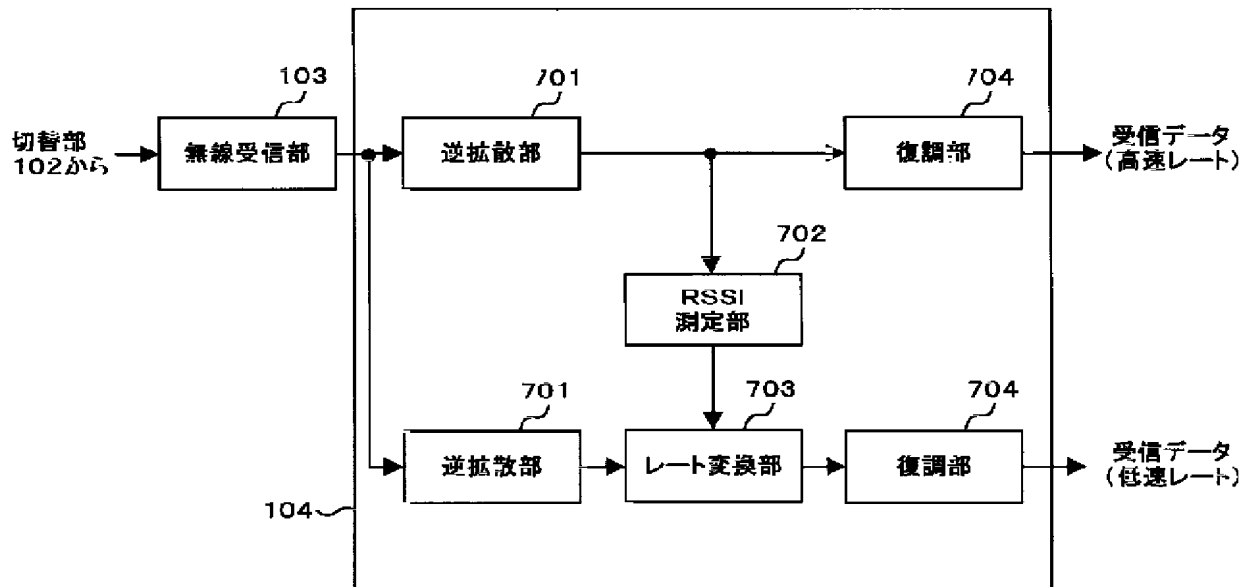 103
701
704
切替部
102から
無線受信部
逆拡散部
復調部
受信データ
(高速レート)
702
RSSI
測定部
701
703
704
逆拡散部
レート変換部
復調部
受信データ
(低速レート)
104